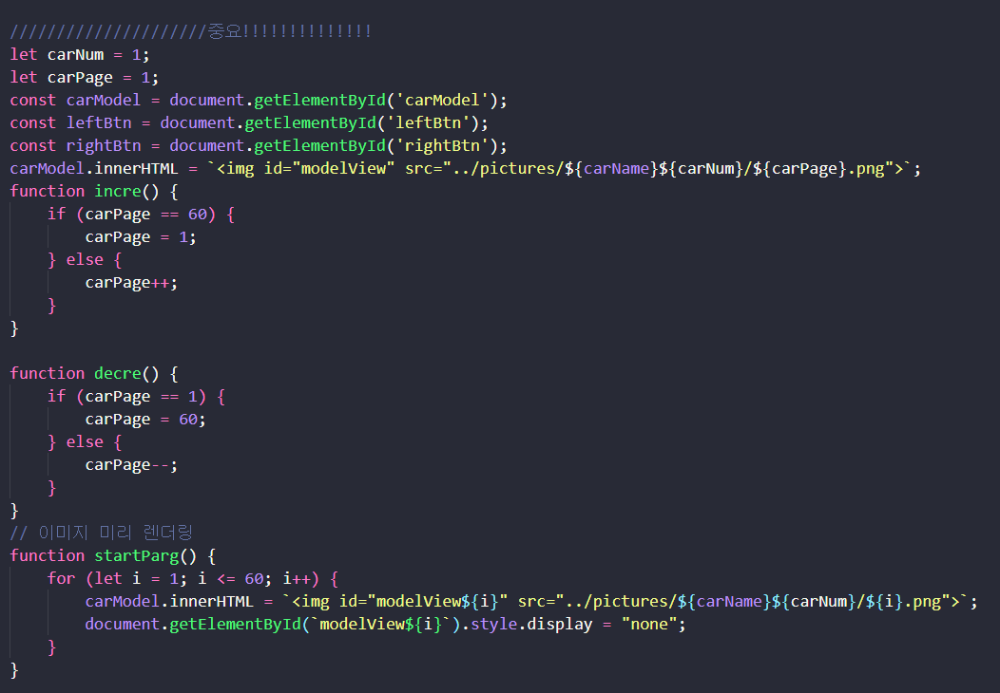 /////////////////////중요!!!!!!!!!!!!!!
let carNum = 1;
let carPage = 1;
const carModel = document.getElementById('carModel');
const leftBtn = document.getElementById('leftBtn');
const rightBtn = document.getElementById('rightBtn');
carModel.innerHTML = `<img id="modelView" src="../pictures/${carName}${carNum}/${carPage}.png">`;
function incre() {
    if (carPage == 60) {
        carPage = 1;
    } else {
        carPage++;
    }
}
function decre() {
    if (carPage == 1) {
        carPage = 60;
    } else {
        carPage--;
    }
}
// 이미지 미리 렌더링
function startParg() {
    for (let i = 1; i <= 60; i++) {
        carModel.innerHTML = `<img id="modelView${i}" src="../pictures/${carName}${carNum}/${i}.png">`;
        document.getElementById(`modelView${i}`).style.display = "none";
    }
}